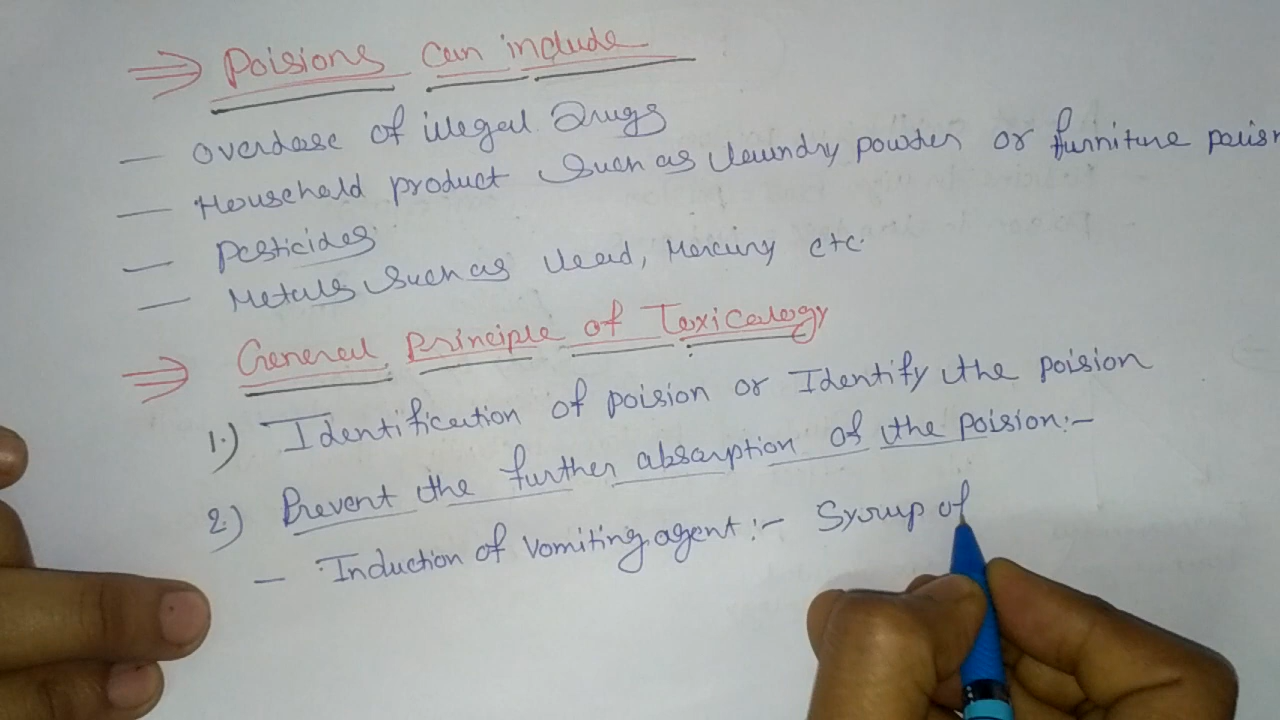 ⇒ Poisions can include
— overdose of illegal Drugs
— Household product such as laundry powder or furniture polish
— Pesticides
— Metals such as lead, Mercury etc.
⇒ General Principle of Toxicology
1.) Identification of poision or Identify the poision
2.) Prevent the further absorption of the poision:-
— Induction of vomiting agent:- Syrup of